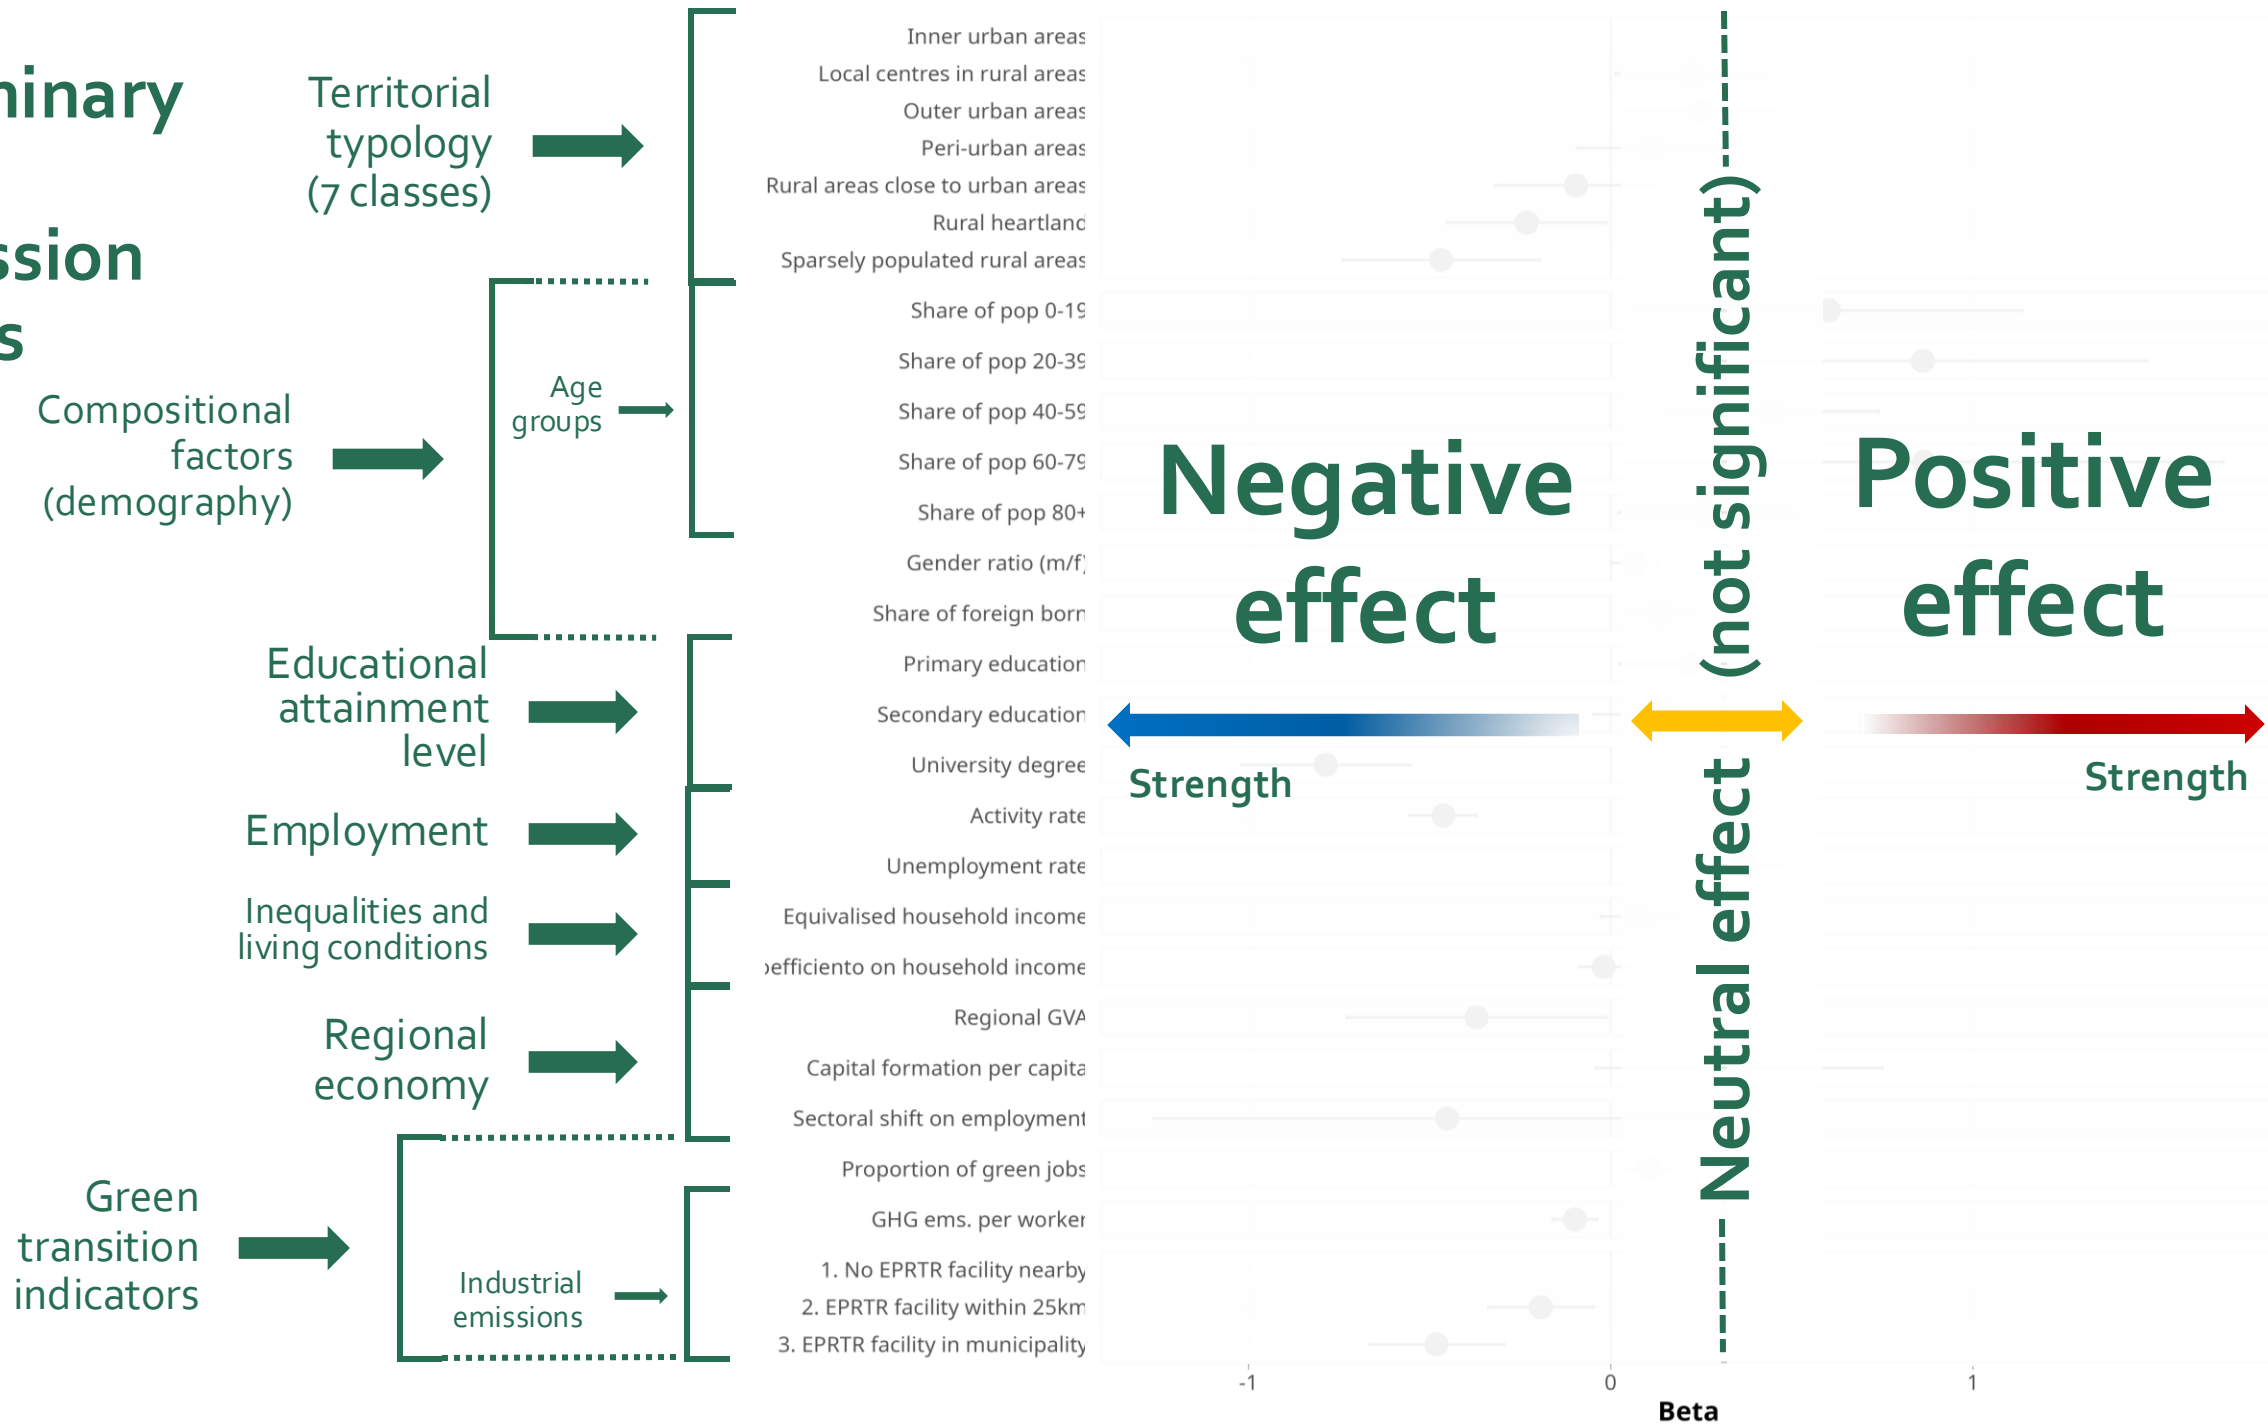 Territorial
typology
(7 classes)
Compositional
factors
(demography)
Age
groups
Educational
attainment
level
Employment
Inequalities and
living conditions
Regional
economy
Green
transition
indicators
Industrial
emissions
Inner urban areas
Local centres in rural areas
Outer urban areas
Peri-urban areas
Rural areas close to urban areas
Rural heartland
Sparsely populated rural areas
Share of pop 0-19
Share of pop 20-39
Share of pop 40-59
Share of pop 60-79
Share of pop 80+
Gender ratio (m/f)
Share of foreign born
Primary education
Secondary education
University degree
Activity rate
Unemployment rate
Equivalised household income
on household income
Regional GVA
Capital formation per capita
Sectoral shift on employment
Proportion of green jobs
GHG ems. per worker
1. No EPRTR facility nearby
2. EPRTR facility within 25km
3. EPRTR facility in municipality
Negative
effect
Strength
Neutral effect (not significant)
Positive
effect
Strength
-1 0 1
Beta